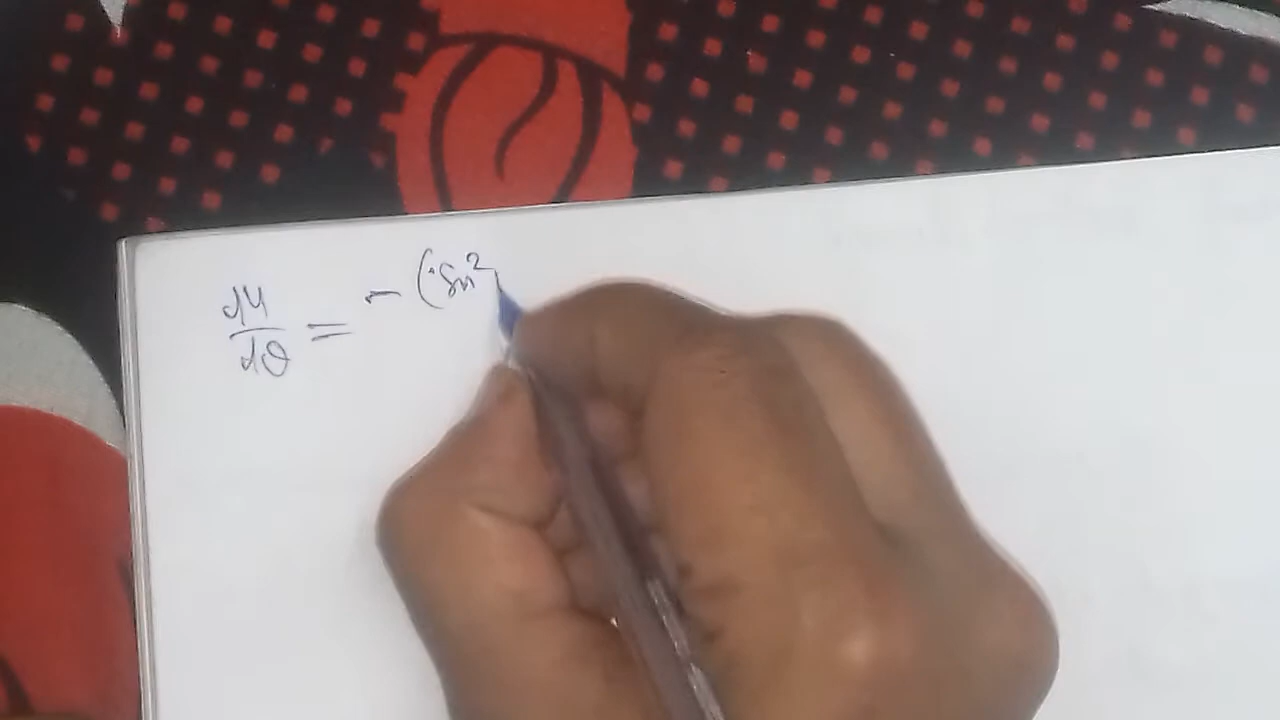 dy/dθ = - (sin²